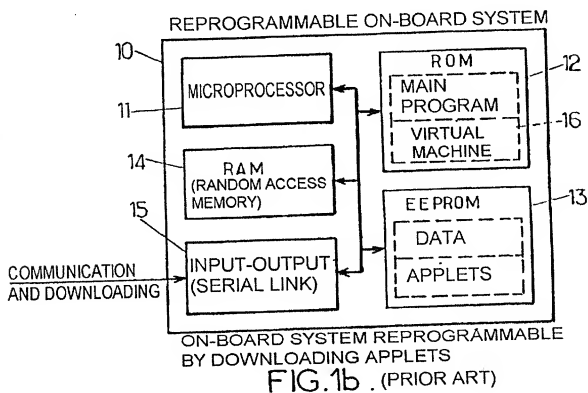 REPROGRAMMABLE ON-BOARD SYSTEM
10
MICROPROCESSOR
11
ROM
12
MAIN
PROGRAM
16
VIRTUAL
MACHINE
14
RAM
(RANDOM ACCESS
MEMORY)
EEPROM
13
DATA
APPLETS
15
INPUT-OUTPUT
(SERIAL LINK)
COMMUNICATION
AND DOWNLOADING
ON-BOARD SYSTEM REPROGRAMMABLE
BY DOWNLOADING APPLETS
FIG.1b. (PRIOR ART)